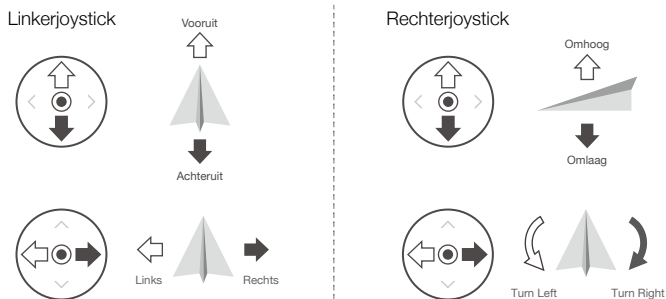 Linkerjoystick
Vooruit
Achteruit
Links
Rechts
Rechterjoystick
Omhoog
Omlaag
Turn Left
Turn Right